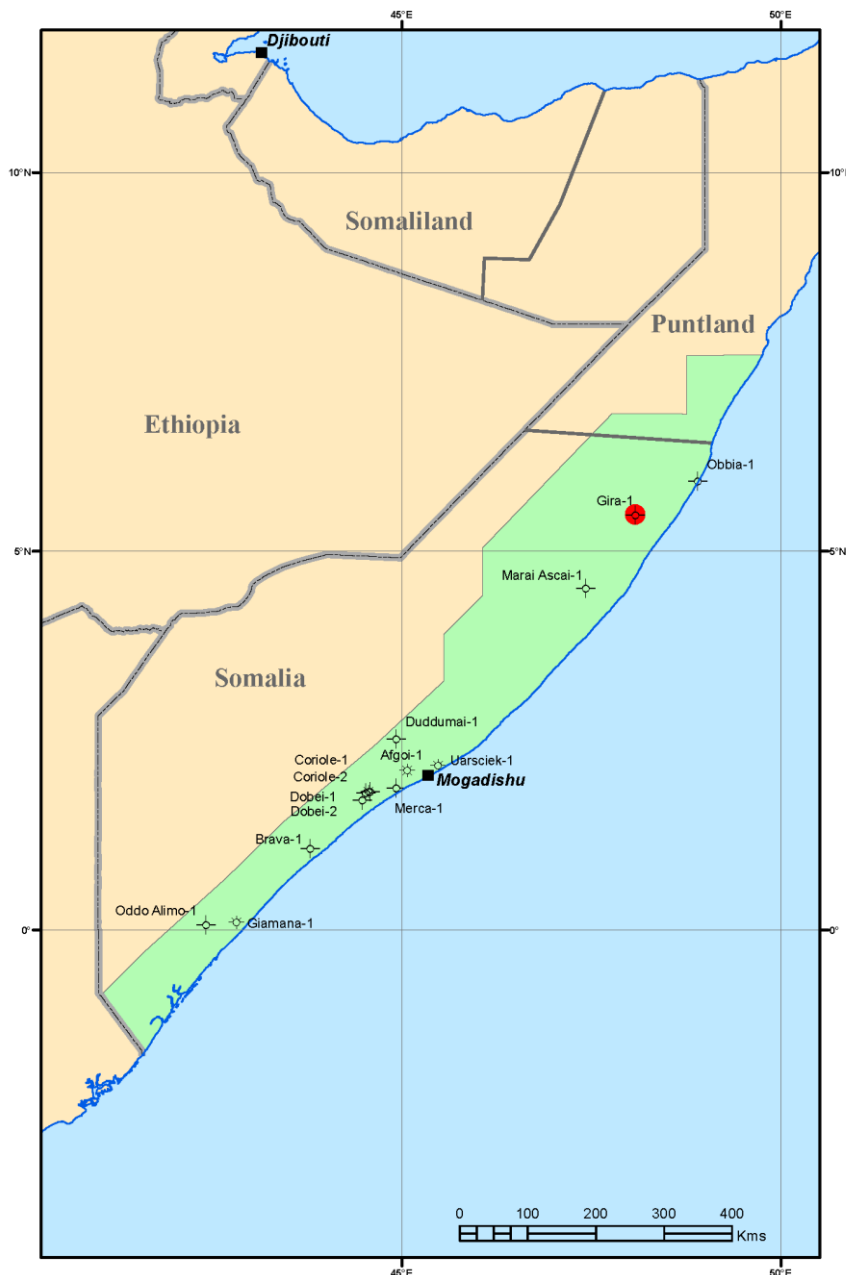 45°E
50°E
Djibouti
10°N
10°N
Somaliland
Puntland
Ethiopia
Obbia-1
Gira-1
5°N
5°N
Marai Ascai-1
Somalia
Duddumai-1
Afgoi-1
Coriole-1
Uarsciek-1
Coriole-2
Mogadishu
Dobei-1
Dobei-2
Merca-1
Brava-1
Oddo Alimo-1
Giamana-1
0°
0°
0 100 200 300 400
Kms
45°E
50°E